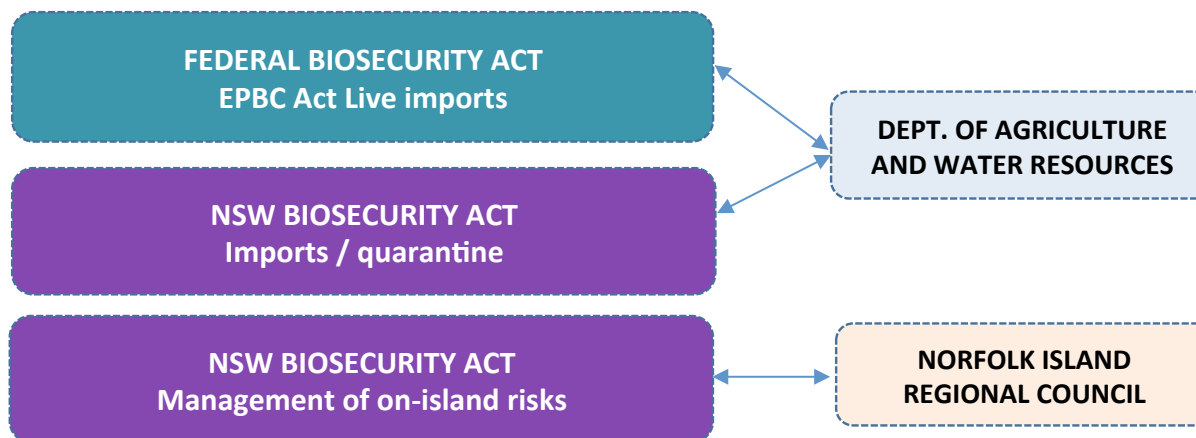 FEDERAL BIOSECURITY ACT
EPBC Act Live imports
DEPT. OF AGRICULTURE
AND WATER RESOURCES
NSW BIOSECURITY ACT
Imports / quarantine
NSW BIOSECURITY ACT
Management of on-island risks
NORFOLK ISLAND
REGIONAL COUNCIL